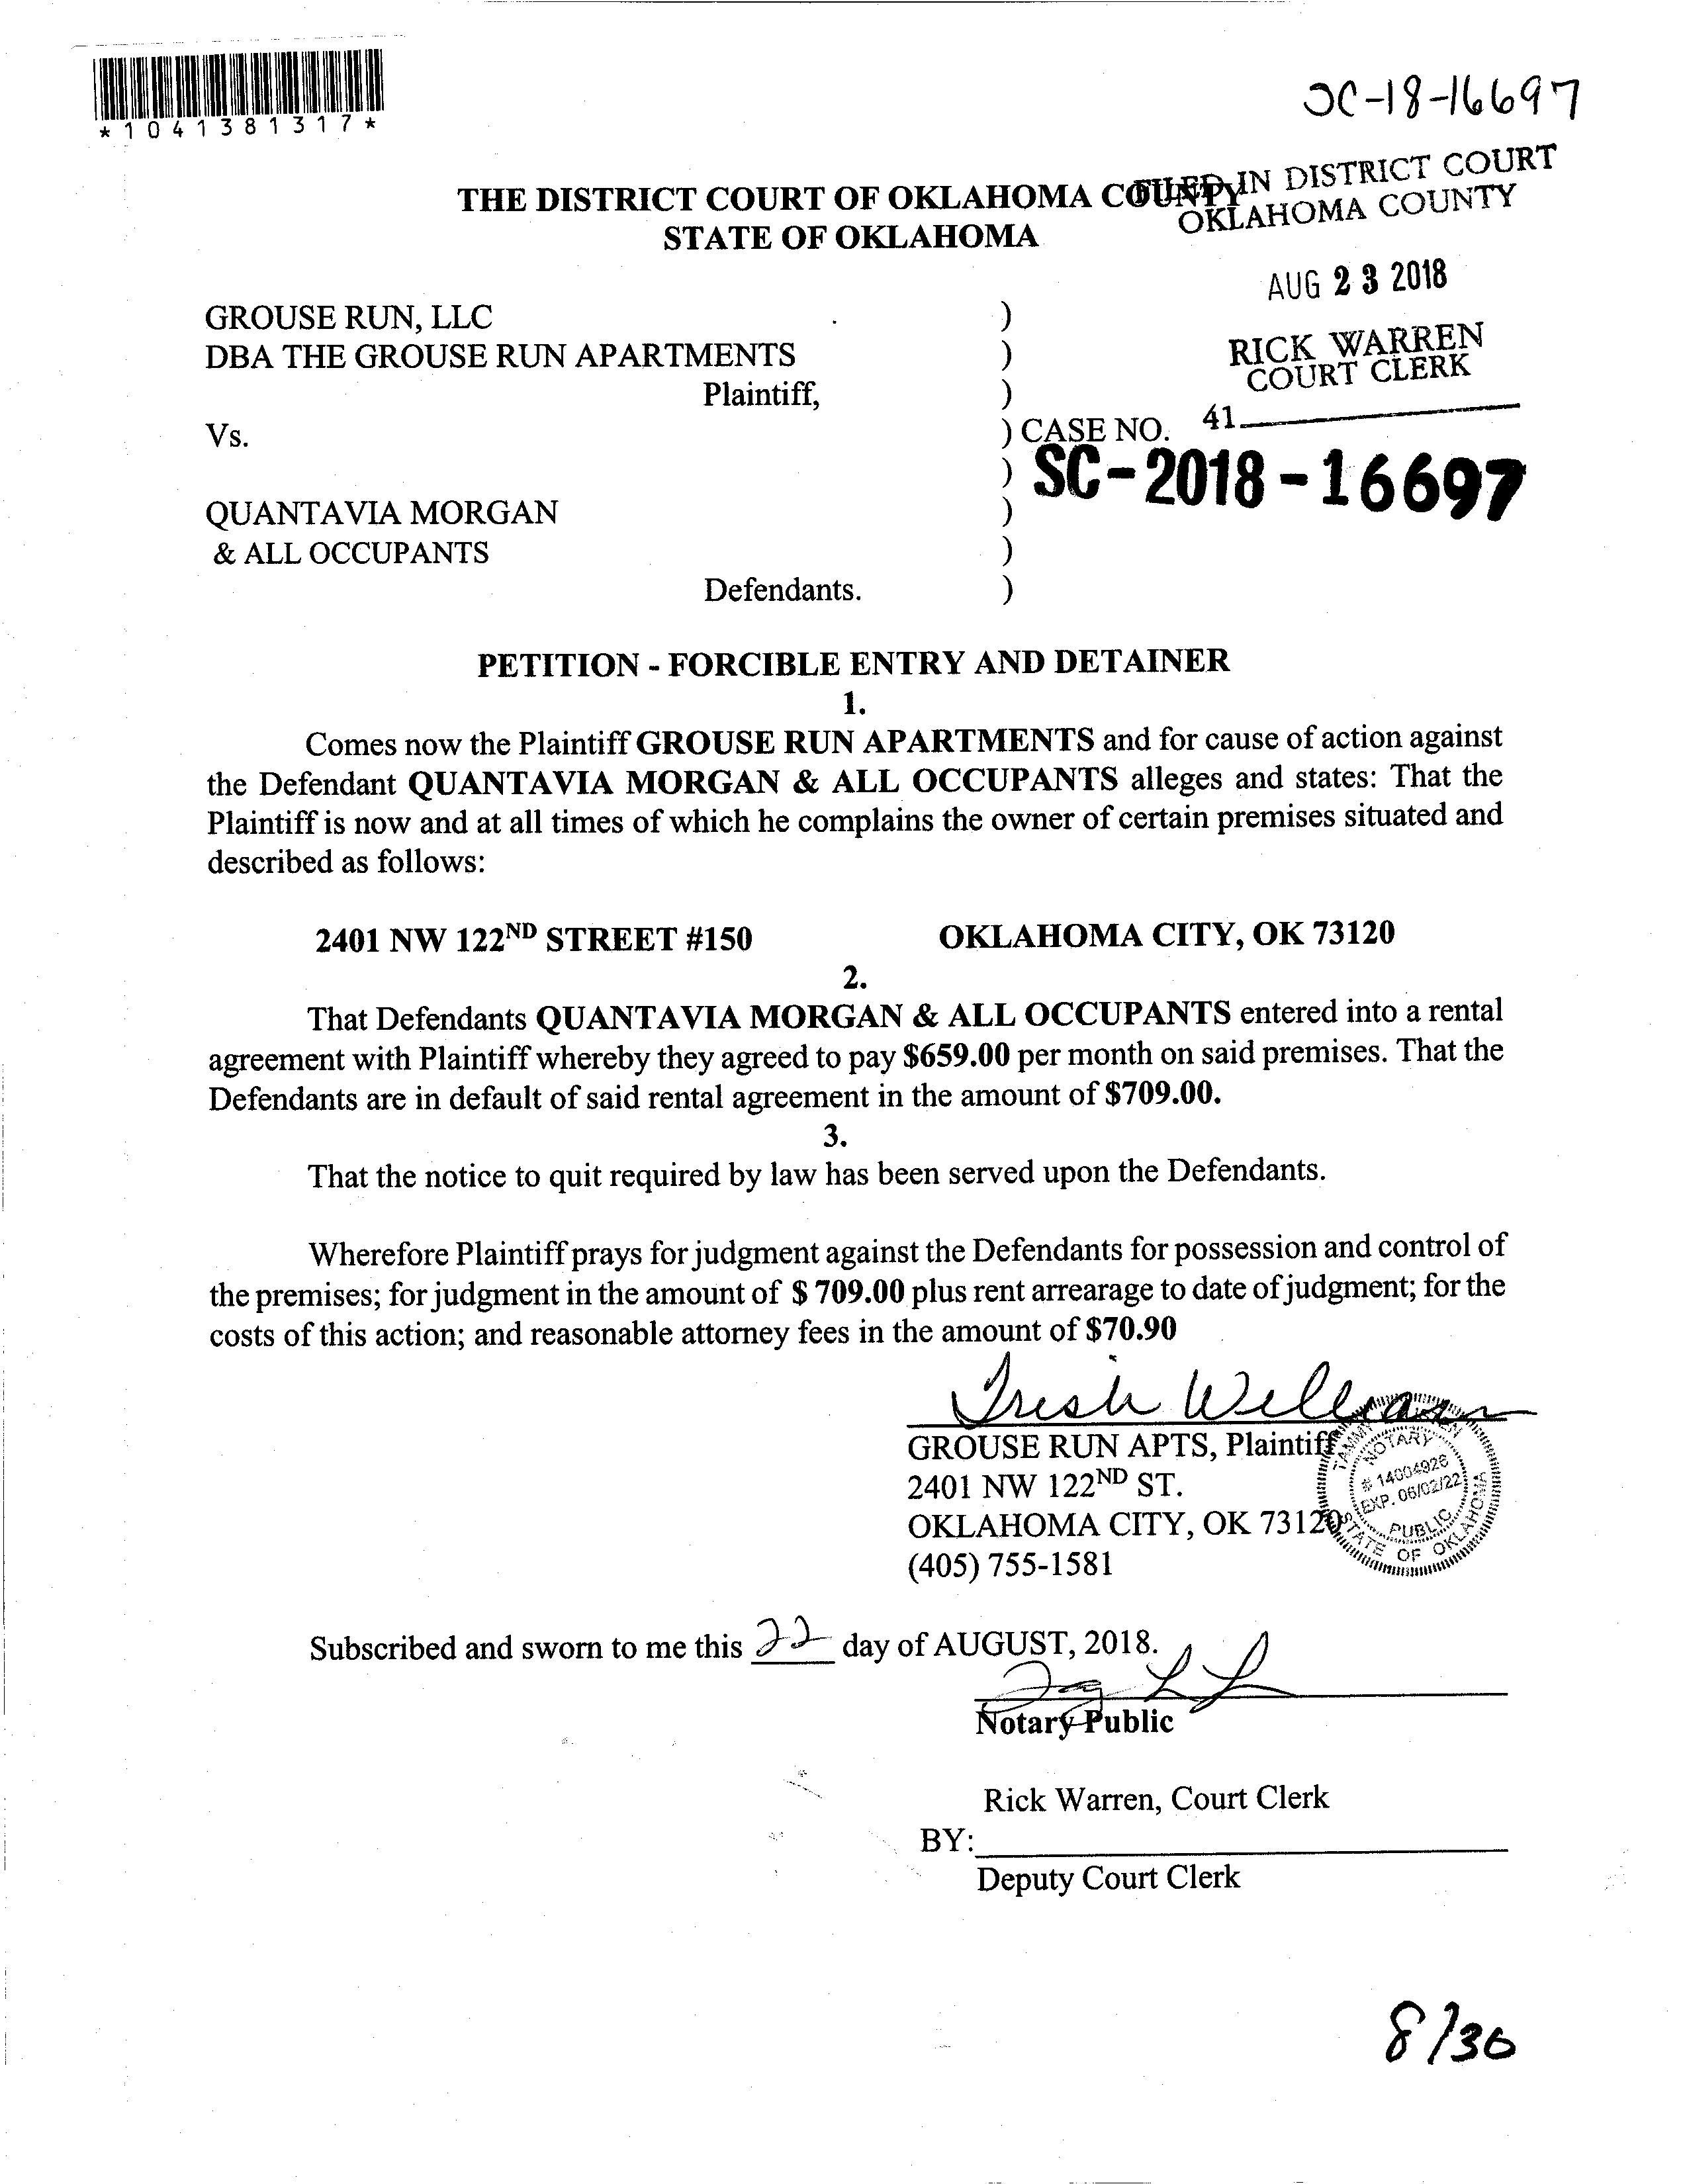 *1041381317*
SC-18-16697
THE DISTRICT COURT OF OKLAHOMA COUNTY
STATE OF OKLAHOMA
FILED IN DISTRICT COURT
OKLAHOMA COUNTY
AUG 23 2018
RICK WARREN
COURT CLERK
41
GROUSE RUN, LLC )
DBA THE GROUSE RUN APARTMENTS )
Plaintiff, )
Vs. ) CASE NO.
) SC-2018-16697
QUANTAVIA MORGAN )
& ALL OCCUPANTS )
Defendants. )
PETITION - FORCIBLE ENTRY AND DETAINER
1.
Comes now the Plaintiff GROUSE RUN APARTMENTS and for cause of action against
the Defendant QUANTAVIA MORGAN & ALL OCCUPANTS alleges and states: That the
Plaintiff is now and at all times of which he complains the owner of certain premises situated and
described as follows:
2401 NW 122ND STREET #150 OKLAHOMA CITY, OK 73120
2.
That Defendants QUANTAVIA MORGAN & ALL OCCUPANTS entered into a rental
agreement with Plaintiff whereby they agreed to pay $659.00 per month on said premises. That the
Defendants are in default of said rental agreement in the amount of $709.00.
3.
That the notice to quit required by law has been served upon the Defendants.
Wherefore Plaintiff prays for judgment against the Defendants for possession and control of
the premises; for judgment in the amount of $ 709.00 plus rent arrearage to date of judgment; for the
costs of this action; and reasonable attorney fees in the amount of $70.90
Trish William
GROUSE RUN APTS, Plaintiff
2401 NW 122ND ST.
OKLAHOMA CITY, OK 73120
(405) 755-1581
TAMMY
NOTARY
# 14004926
EXP. 06/02/22
PUBLIC
STATE OF OKLAHOMA
Subscribed and sworn to me this 22 day of AUGUST, 2018.
Notary Public
Rick Warren, Court Clerk
BY:
Deputy Court Clerk
8/30